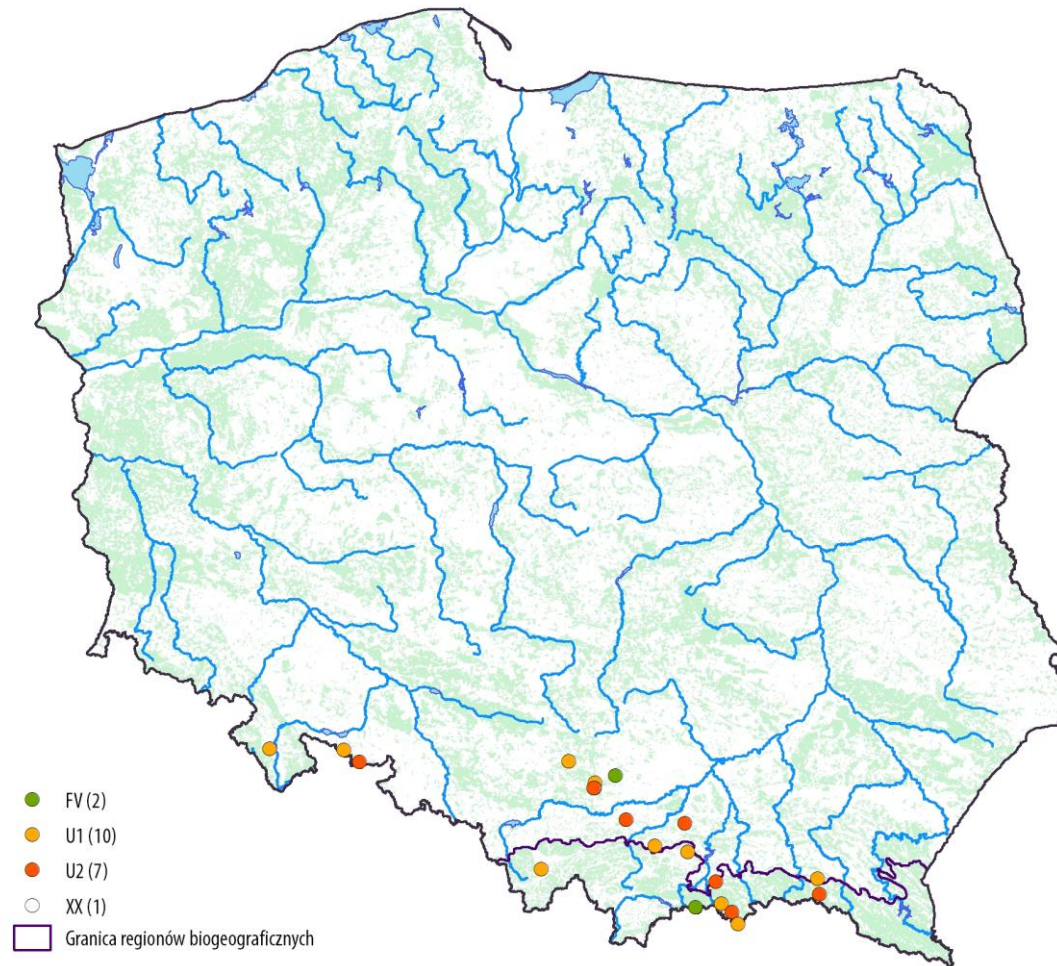 FV (2)
U1 (10)
U2 (7)
XX (1)
Granica regionów biogeograficznych